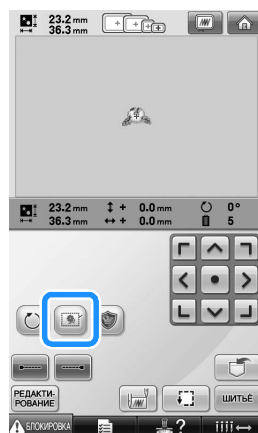 23.2 mm
36.3 mm
23.2 mm + 0.0 mm 0°
36.3 mm + 0.0 mm 5
РЕДАКТИ-
РОВАНИЕ
ШИТЬЁ
БЛОКИРОВКА ?